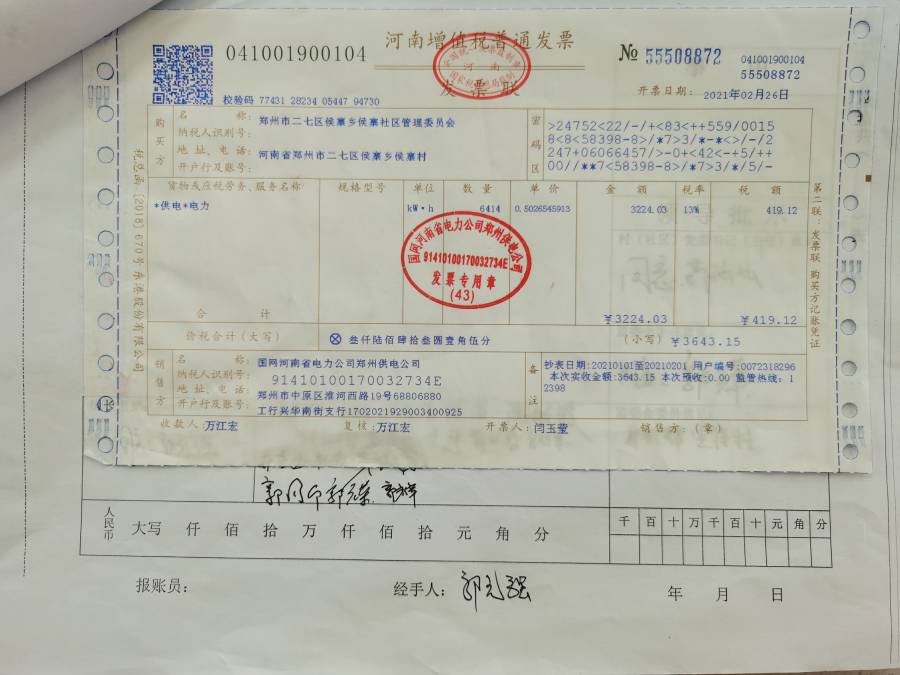 041001900104
河南增值税普通发票
发票联
№ 55508872
041001900104
55508872
校验码 77431 28234 05447 94730
开票日期：2021年02月26日
购买方
名称：郑州市二七区侯寨乡侯寨社区管理委员会
纳税人识别号：
地址、电话：河南省郑州市二七区侯寨乡侯寨村
开户行及账号：
密码区
>24752<22/-/+<83<++559/0015
8<8<58398-8>/*7>3/*-*<>/-/2
247+06066457/>-0+<42<-+5/+
00//**7<58398-8>/*7>3/*/5/-
货物或应税劳务、服务名称 规格型号 单位 数量 单价 金额 税率 税额
*供电*电力 kW·h 6414 0.5026545913 3224.03 13% 419.12
国网河南省电力公司郑州供电公司
91410100170032734E
发票专用章
(43)
合计 ¥3224.03 ¥419.12
价税合计（大写） ⊗ 叁仟陆佰肆拾叁圆壹角伍分 （小写） ¥3643.15
销售方
名称：国网河南省电力公司郑州供电公司
纳税人识别号：91410100170032734E
地址、电话：郑州市中原区淮河西路19号68806880
开户行及账号：工行兴华南街支行1702021929003400925
备注
抄表日期:20210101至20210201 用户编号:0072318296
本次实收金额:3643.15 本次预收:0.00 监管热线:1
2398
收款人：万江宏 复核：万江宏 开票人：闫玉莹 销售方：（章）
税总函［2018］670号东港股份有限公司
第二联：发票联 购买方记账凭证
人民币
大写 仟 佰 拾 万 仟 佰 拾 元 角 分
千 百 十 万 千 百 十 元 角 分
报账员： 经手人： 年 月 日